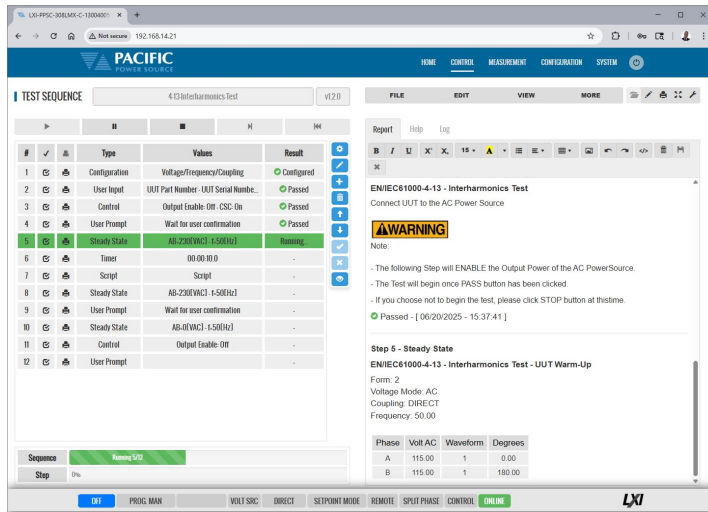 LXI-PPSC-308LMX-C-13004005
Not secure 192.168.14.21
PACIFIC
POWER SOURCE
HOME CONTROL MEASUREMENT CONFIGURATION SYSTEM
TEST SEQUENCE 4-13-Interharmonics-Test v1.2.0
FILE EDIT VIEW MORE
Report Help Log
B I U X' X, 15 A
# Type Values Result
1 Configuration Voltage/Frequency/Coupling Configured
2 User Input UUT Part Number - UUT Serial Numbe... Passed
3 Control Output Enable: Off - CSC: On Passed
4 User Prompt Wait for user confirmation Passed
5 Steady State AB-230[VAC] - f-50[Hz] Running...
6 Timer 00:00:10.0 -
7 Script Script -
8 Steady State AB-230[VAC] - f-50[Hz] -
9 User Prompt Wait for user confirmation -
10 Steady State AB-0[VAC] - f-50[Hz] -
11 Control Output Enable: Off -
12 User Prompt -
Sequence Running 5/12
Step 0%
EN/IEC61000-4-13 - Interharmonics Test
Connect UUT to the AC Power Source
WARNING
Note:
- The following Step will ENABLE the Output Power of the AC PowerSource.
- The Test will begin once PASS button has been clicked.
- If you choose not to begin the test, please click STOP button at thistime.
Passed - [ 06/20/2025 - 15:37:41 ]
Step 5 - Steady State
EN/IEC61000-4-13 - Interharmonics Test - UUT Warm-Up
Form: 2
Voltage Mode: AC
Coupling: DIRECT
Frequency: 50.00
Phase Volt AC Waveform Degrees
A 115.00 1 0.00
B 115.00 1 180.00
OFF PROG. MAN VOLT SRC DIRECT SETPOINT MODE REMOTE SPLIT PHASE CONTROL ONLINE LXI